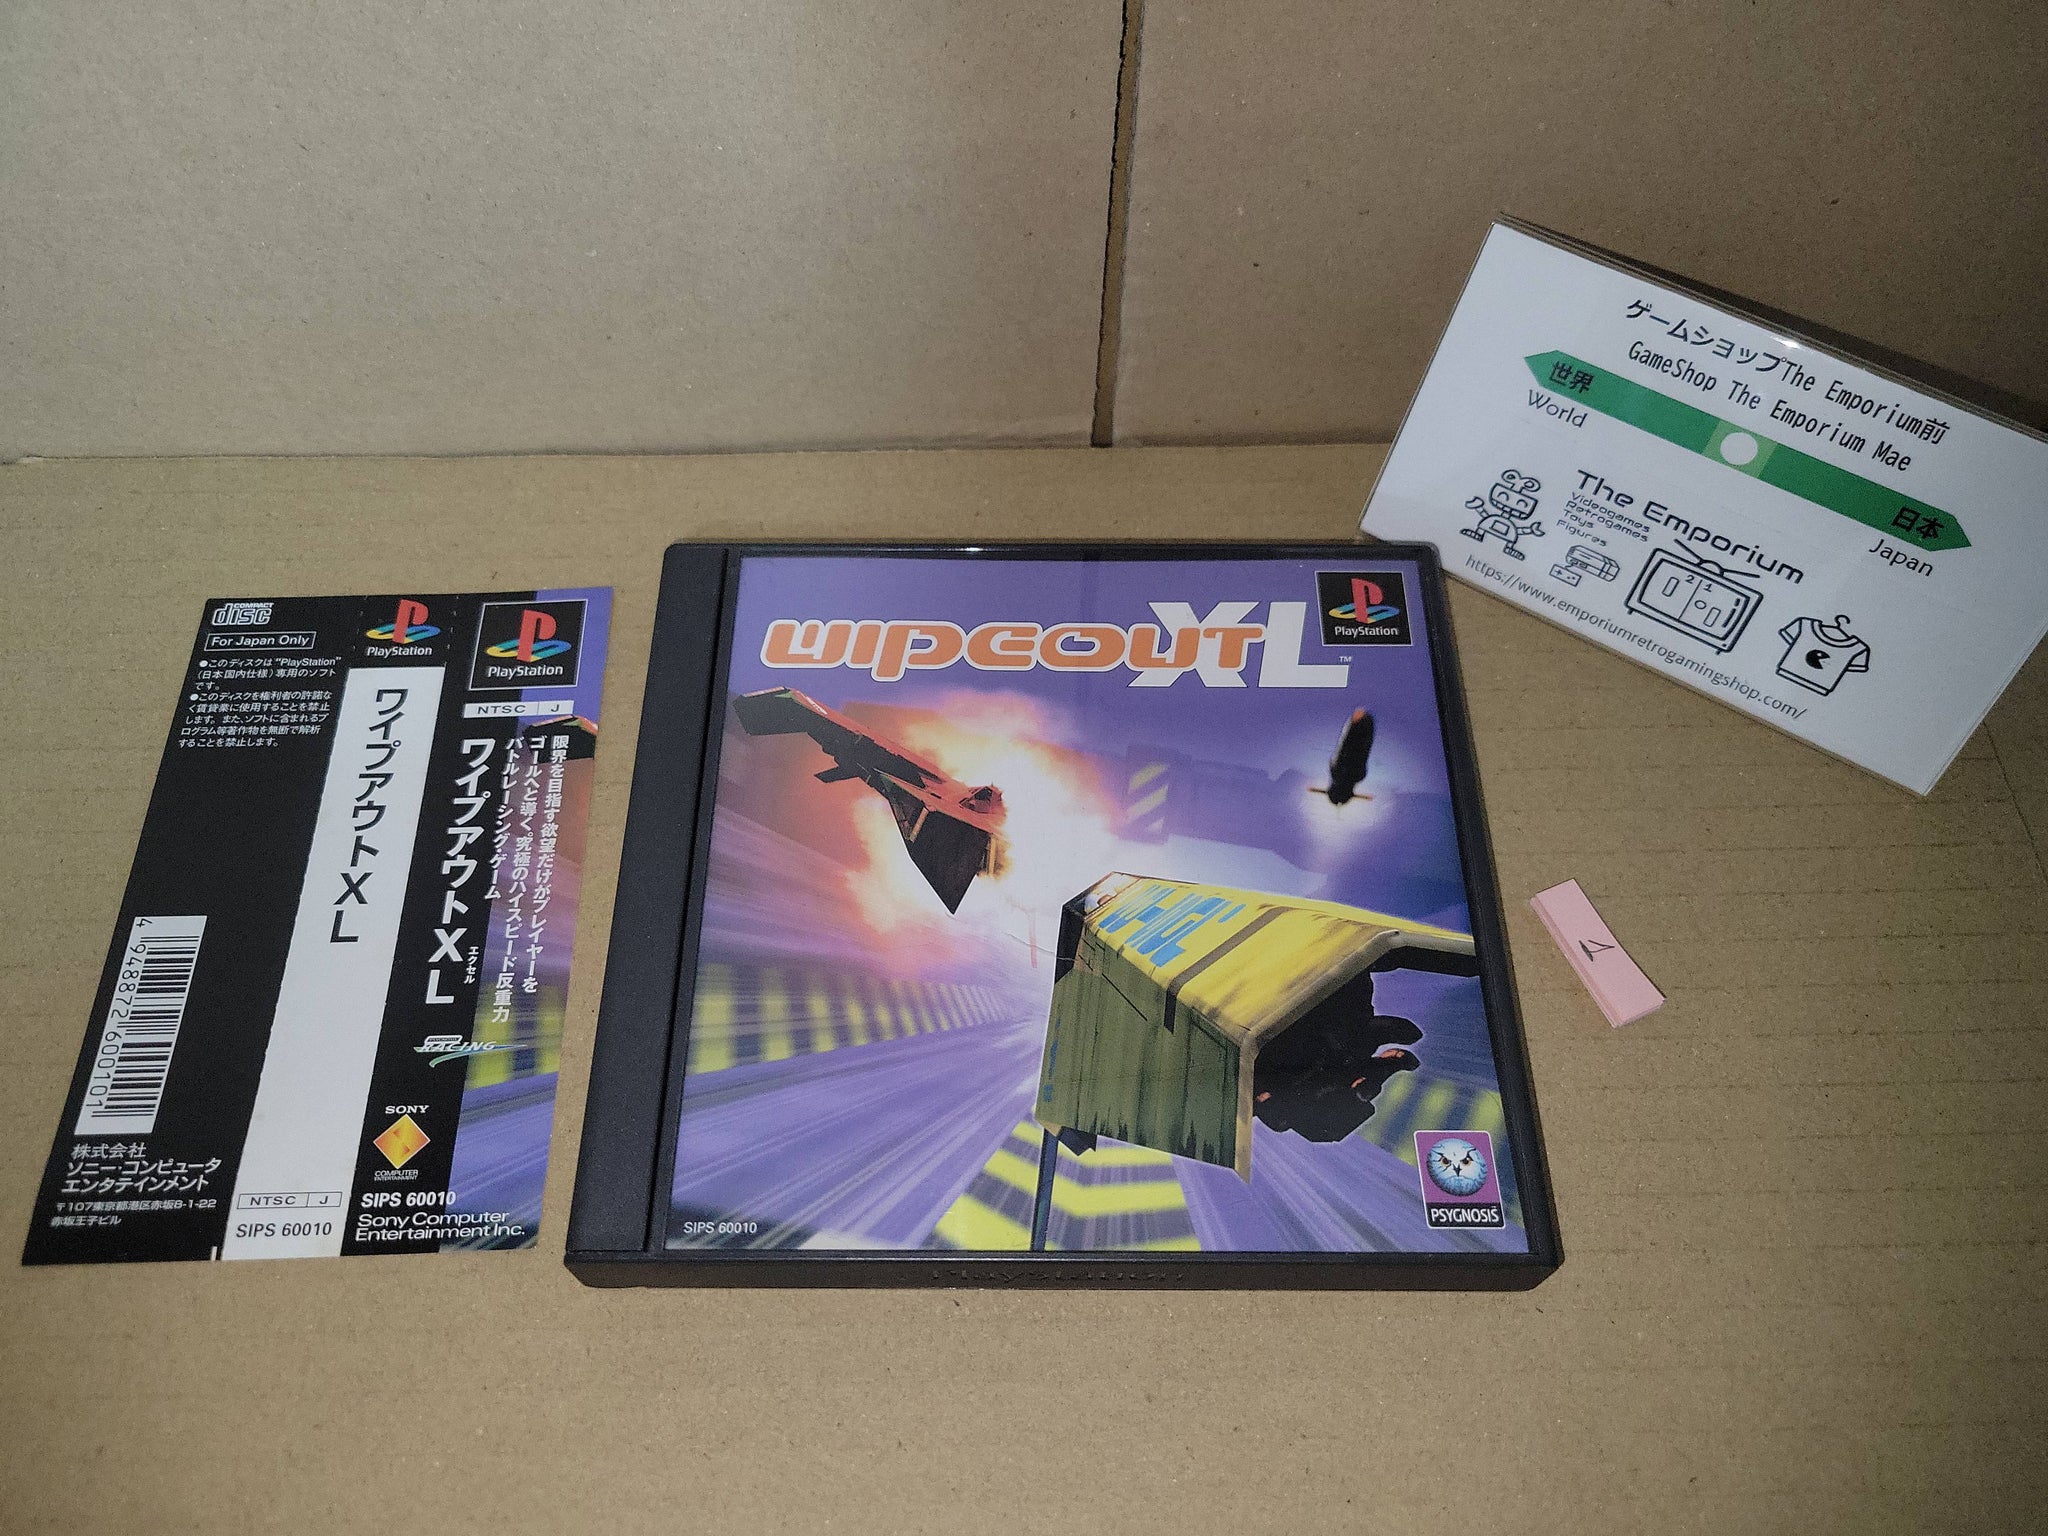 COMPACT
disc
For Japan Only
●このディスクは"PlayStation"
(日本国内仕様)専用のソフト
です。
●このディスクを権利者の許諾な
く賃貸業に使用することを禁止
します。また、ソフトに含まれるプ
ログラム等著作物を無断で解析
することを禁止します。
4 948872 600101
株式会社
ソニー・コンピュータ
エンタテインメント
〒107東京都港区赤坂8-1-22
赤坂王子ビル
PlayStation
ワイプアウトXL
NTSC J
SIPS 60010
PlayStation
NTSC J
限界を目指す欲望だけがプレイヤーを
ゴールへと導く。究極のハイスピード反重力
バトルレーシング・ゲーム
ワイプアウトXL
エクセル
RACING
SONY
COMPUTER
ENTERTAINMENT
SIPS 60010
Sony Computer
Entertainment Inc.
wipEout XL
TM
PlayStation
SIPS 60010
PSYGNOSIS
PlayStation
ゲームショップThe Emporium前
GameShop The Emporium Mae
世界
World
日本
Japan
The Emporium
Videogames
Retrogames
Toys
Figures
2 1
https://www.emporiumretrogamingshop.com/
1